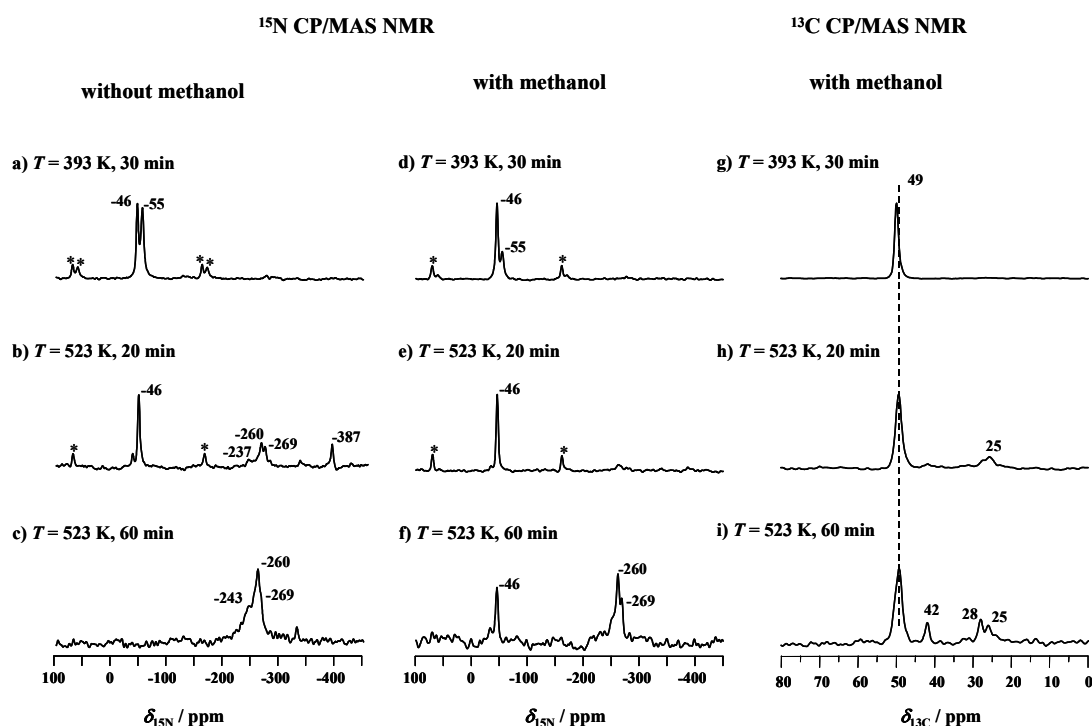 ¹⁵N CP/MAS NMR
¹³C CP/MAS NMR
without methanol
with methanol
with methanol
a) T = 393 K, 30 min
-46
-55
* *
* *
d) T = 393 K, 30 min
-46
-55
*
*
g) T = 393 K, 30 min
49
b) T = 523 K, 20 min
-46
*
*
-237
-260
-269
-387
e) T = 523 K, 20 min
-46
*
*
h) T = 523 K, 20 min
25
c) T = 523 K, 60 min
-243
-260
-269
f) T = 523 K, 60 min
-46
-260
-269
i) T = 523 K, 60 min
42
28
25
100 0 -100 -200 -300 -400
100 0 -100 -200 -300 -400
80 70 60 50 40 30 20 10 0
δ₁₅N / ppm
δ₁₅N / ppm
δ₁₃C / ppm